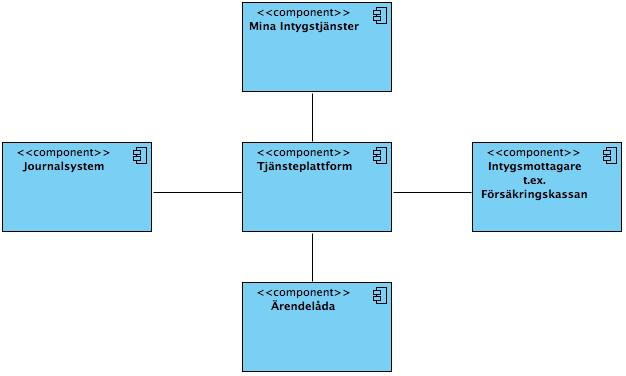 <<component>>
Mina Intygstjänster
<<component>>
Journalsystem
<<component>>
Tjänsteplattform
<<component>>
Intygsmottagare
t.ex.
Försäkringskassan
<<component>>
Ärendelåda